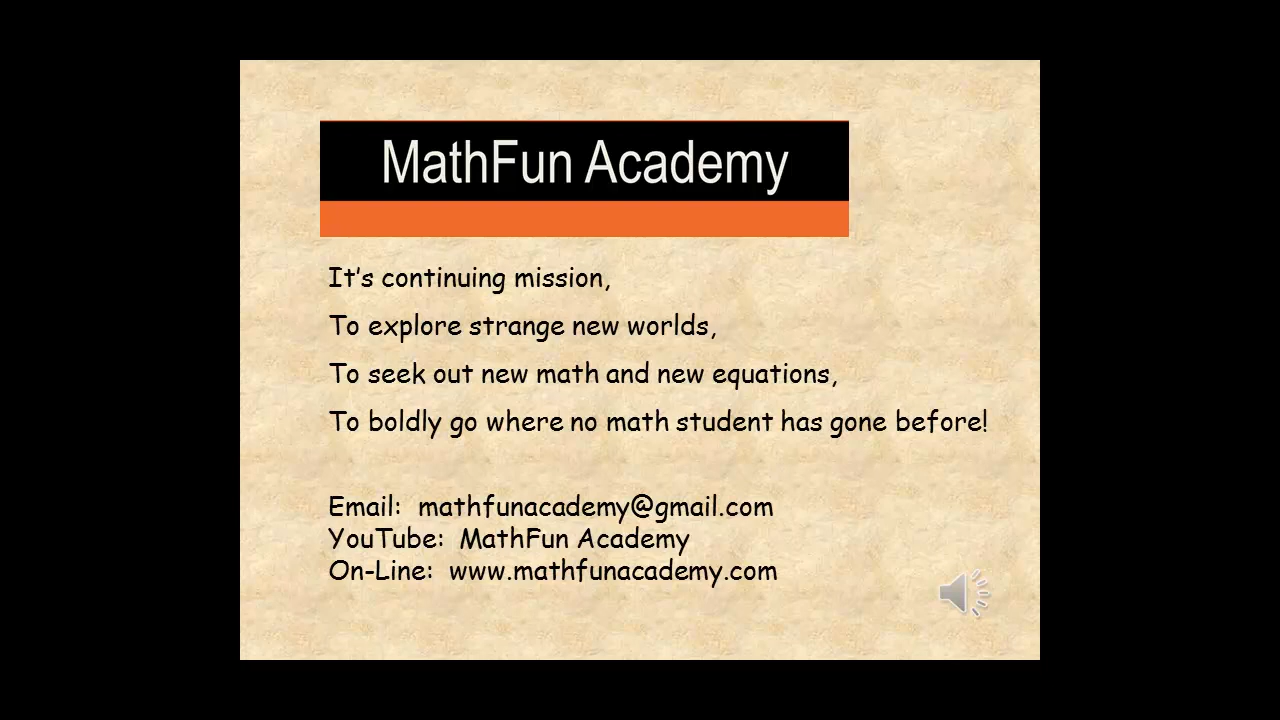 MathFun Academy
It's continuing mission,
To explore strange new worlds,
To seek out new math and new equations,
To boldly go where no math student has gone before!
Email:  mathfunacademy@gmail.com
YouTube:  MathFun Academy
On-Line:  www.mathfunacademy.com